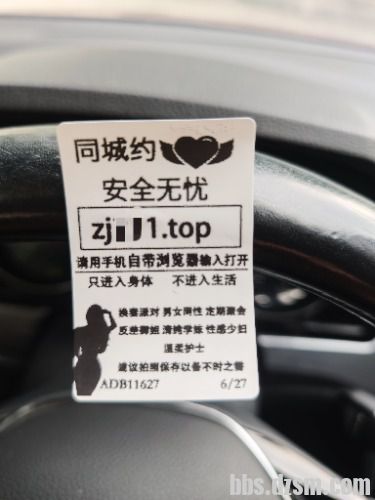 同城约
安全无忧
zj 1.top
请用手机自带浏览器输入打开
只进入身体 不进入生活
换妻派对 男女两性 定期聚会
反差御姐 清纯学妹 性感少妇
温柔护士
建议拍照保存以备不时之需
ADB11627 6/27
bbs.dzsm.com